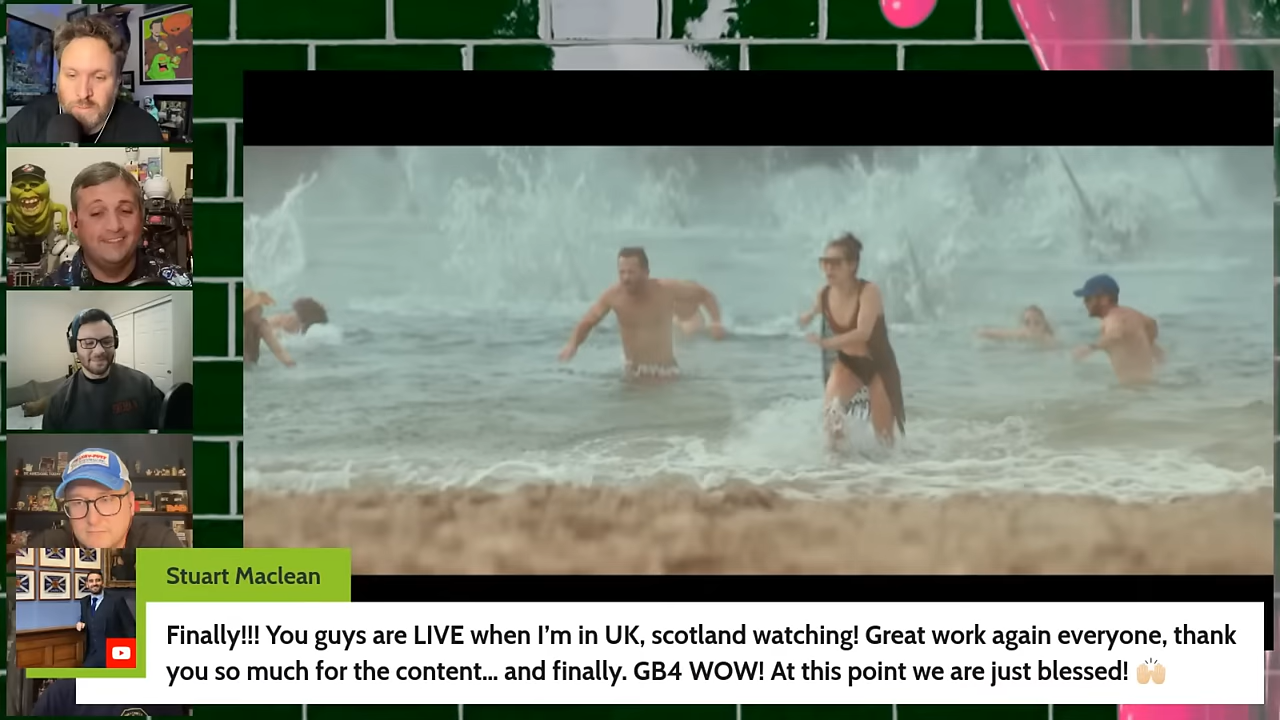 Stuart Maclean
Finally!!! You guys are LIVE when I'm in UK, scotland watching! Great work again everyone, thank
you so much for the content... and finally. GB4 WOW! At this point we are just blessed! 🙌🏻